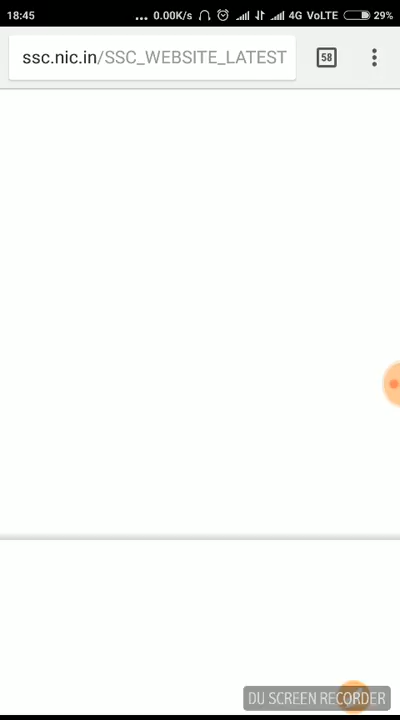 18:45 ... 0.00K/s 4G VoLTE 29%
ssc.nic.in/SSC_WEBSITE_LATEST 58
DU SCREEN RECORDER